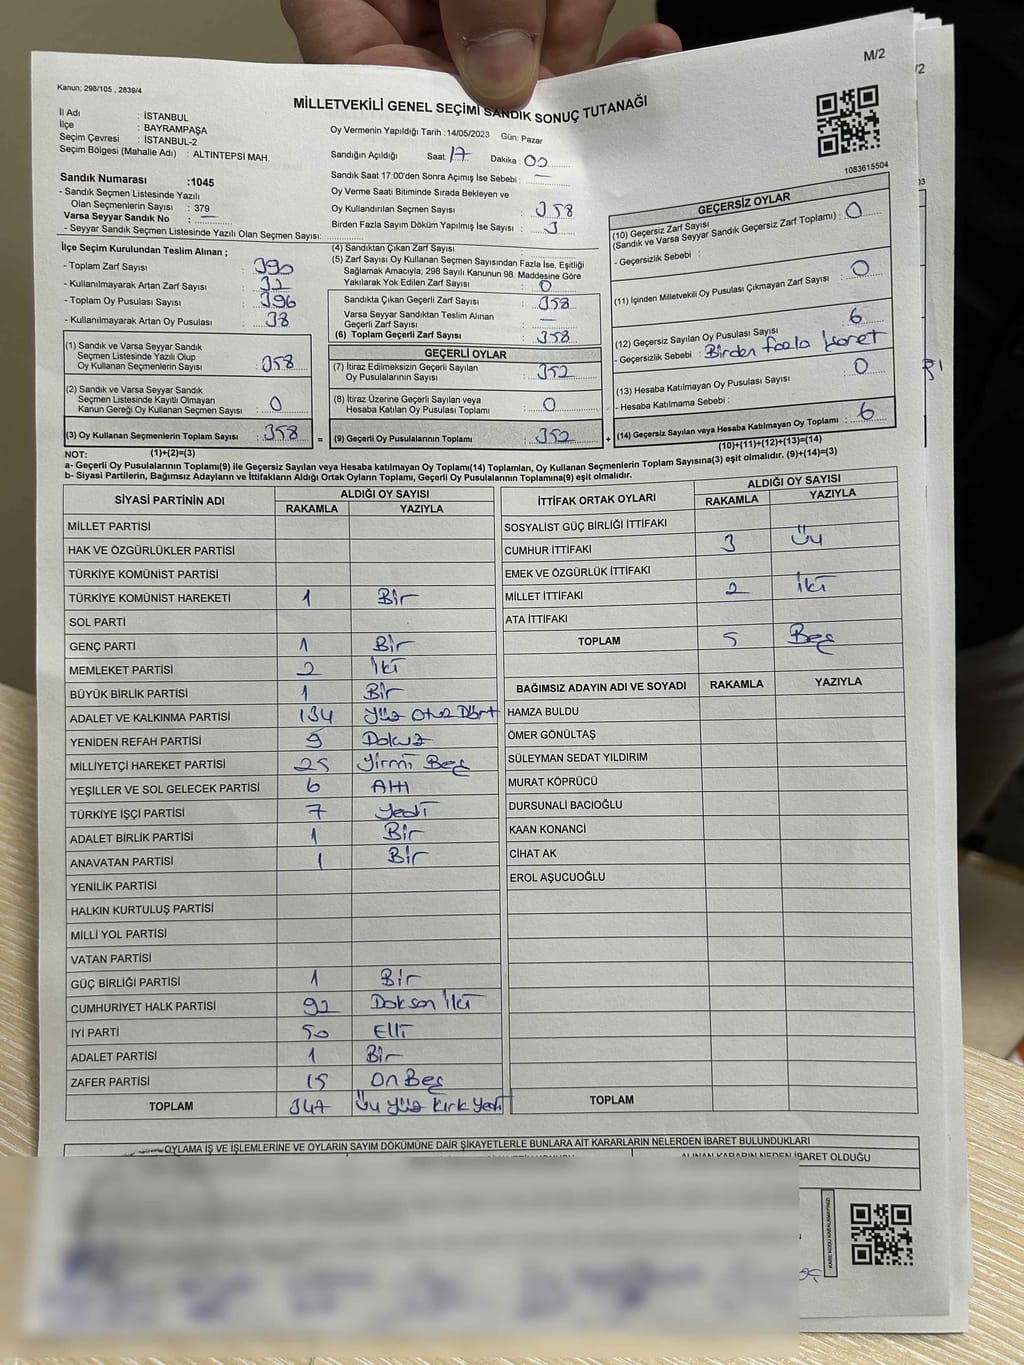 M/2
Kanun; 298/105 , 2839/4
MİLLETVEKİLİ GENEL SEÇİMİ SANDIK SONUÇ TUTANAĞI
İl Adı : İSTANBUL
İlçe : BAYRAMPAŞA
Seçim Çevresi : İSTANBUL-2
Seçim Bölgesi (Mahalle Adı) : ALTINTEPSİ MAH.
Sandık Numarası :1045
- Sandık Seçmen Listesinde Yazılı
Olan Seçmenlerin Sayısı : 379
Varsa Seyyar Sandık No : —
- Seyyar Sandık Seçmen Listesinde Yazılı Olan Seçmen Sayısı:
Oy Vermenin Yapıldığı Tarih :14/05/2023 Gün: Pazar
Sandığın Açıldığı Saat: 17 Dakika : 00
Sandık Saat 17:00'den Sonra Açımış İse Sebebi : —
Oy Verme Saati Bitiminde Sırada Bekleyen ve
Oy Kullandırılan Seçmen Sayısı : 358
Birden Fazla Sayım Döküm Yapılmış İse Sayısı : 3
1083615504
İlçe Seçim Kurulundan Teslim Alınan ;
- Toplam Zarf Sayısı : 390
- Kullanılmayarak Artan Zarf Sayısı : 32
- Toplam Oy Pusulası Sayısı : 396
- Kullanılmayarak Artan Oy Pusulası : 38
(4) Sandıktan Çıkan Zarf Sayısı :
(5) Zarf Sayısı Oy Kullanan Seçmen Sayısından Fazla İse, Eşitliği
Sağlamak Amacıyla; 298 Sayılı Kanunun 98. Maddesine Göre
Yakılarak Yok Edilen Zarf Sayısı : 0
Sandıkta Çıkan Geçerli Zarf Sayısı : 358
Varsa Seyyar Sandıktan Teslim Alınan
Geçerli Zarf Sayısı : —
(6) Toplam Geçerli Zarf Sayısı : 358
GEÇERSİZ OYLAR
(10) Geçersiz Zarf Sayısı
(Sandık ve Varsa Seyyar Sandık Geçersiz Zarf Toplamı) : 0
- Geçersizlik Sebebi :
(11) İçinden Milletvekili Oy Pusulası Çıkmayan Zarf Sayısı : 0
(12) Geçersiz Sayılan Oy Pusulası Sayısı : 6
- Geçersizlik Sebebi : Birden fazla işaret
(13) Hesaba Katılmayan Oy Pusulası Sayısı : 0
- Hesaba Katılmama Sebebi :
(14) Geçersiz Sayılan veya Hesaba Katılmayan Oy Toplamı : 6
(10)+(11)+(12)+(13)=(14)
(1) Sandık ve Varsa Seyyar Sandık
Seçmen Listesinde Yazılı Olup
Oy Kullanan Seçmenlerin Sayısı : 358
(2) Sandık ve Varsa Seyyar Sandık
Seçmen Listesinde Kayıtlı Olmayan
Kanun Gereği Oy Kullanan Seçmen Sayısı : 0
(3) Oy Kullanan Seçmenlerin Toplam Sayısı : 358 =
(1)+(2)=(3)
GEÇERLİ OYLAR
(7) İtiraz Edilmeksizin Geçerli Sayılan
Oy Pusulalarının Sayısı : 352
(8) İtiraz Üzerine Geçerli Sayılan veya
Hesaba Katılan Oy Pusulası Toplamı : 0
(9) Geçerli Oy Pusulalarının Toplamı : 352 +
NOT:
a- Geçerli Oy Pusulalarının Toplamı(9) ile Geçersiz Sayılan veya Hesaba katılmayan Oy Toplamı(14) Toplamları, Oy Kullanan Seçmenlerin Toplam Sayısına(3) eşit olmalıdır. (9)+(14)=(3)
b- Siyasi Partilerin, Bağımsız Adayların ve İttifakların Aldığı Ortak Oyların Toplamı, Geçerli Oy Pusulalarının Toplamına(9) eşit olmalıdır.
SİYASİ PARTİNİN ADI ALDIĞI OY SAYISI
RAKAMLA YAZIYLA
MİLLET PARTİSİ
HAK VE ÖZGÜRLÜKLER PARTİSİ
TÜRKİYE KOMÜNİST PARTİSİ
TÜRKİYE KOMÜNİST HAREKETİ 1 Bir
SOL PARTİ
GENÇ PARTİ 1 Bir
MEMLEKET PARTİSİ 2 İki
BÜYÜK BİRLİK PARTİSİ 1 Bir
ADALET VE KALKINMA PARTİSİ 134 Yüz Otuz Dört
YENİDEN REFAH PARTİSİ 9 Dokuz
MİLLİYETÇİ HAREKET PARTİSİ 25 Yirmi Beş
YEŞİLLER VE SOL GELECEK PARTİSİ 6 Altı
TÜRKİYE İŞÇİ PARTİSİ 7 Yedi
ADALET BİRLİK PARTİSİ 1 Bir
ANAVATAN PARTİSİ 1 Bir
YENİLİK PARTİSİ
HALKIN KURTULUŞ PARTİSİ
MİLLİ YOL PARTİSİ
VATAN PARTİSİ
GÜÇ BİRLİĞİ PARTİSİ 1 Bir
CUMHURİYET HALK PARTİSİ 92 Doksan İki
İYİ PARTİ 50 Elli
ADALET PARTİSİ 1 Bir
ZAFER PARTİSİ 15 On Beş
TOPLAM 347 Üç Yüz Kırk Yedi
İTTİFAK ORTAK OYLARI ALDIĞI OY SAYISI
RAKAMLA YAZIYLA
SOSYALİST GÜÇ BİRLİĞİ İTTİFAKI
CUMHUR İTTİFAKI 3 Üç
EMEK VE ÖZGÜRLÜK İTTİFAKI
MİLLET İTTİFAKI 2 İki
ATA İTTİFAKI
TOPLAM 5 Beş
BAĞIMSIZ ADAYIN ADI VE SOYADI RAKAMLA YAZIYLA
HAMZA BULDU
ÖMER GÖNÜLTAŞ
SÜLEYMAN SEDAT YILDIRIM
MURAT KÖPRÜCÜ
DURSUNALİ BACIOĞLU
KAAN KONANCİ
CİHAT AK
EROL AŞUCUOĞLU
TOPLAM
OYLAMA İŞ VE İŞLEMLERİNE VE OYLARIN SAYIM DÖKÜMÜNE DAİR ŞİKAYETLERLE BUNLARA AİT KARARLARIN NELERDEN İBARET BULUNDUKLARI
ALINAN KARARIN NEDEN İBARET OLDUĞU
KARE KODU KARALAMAYINIZ!